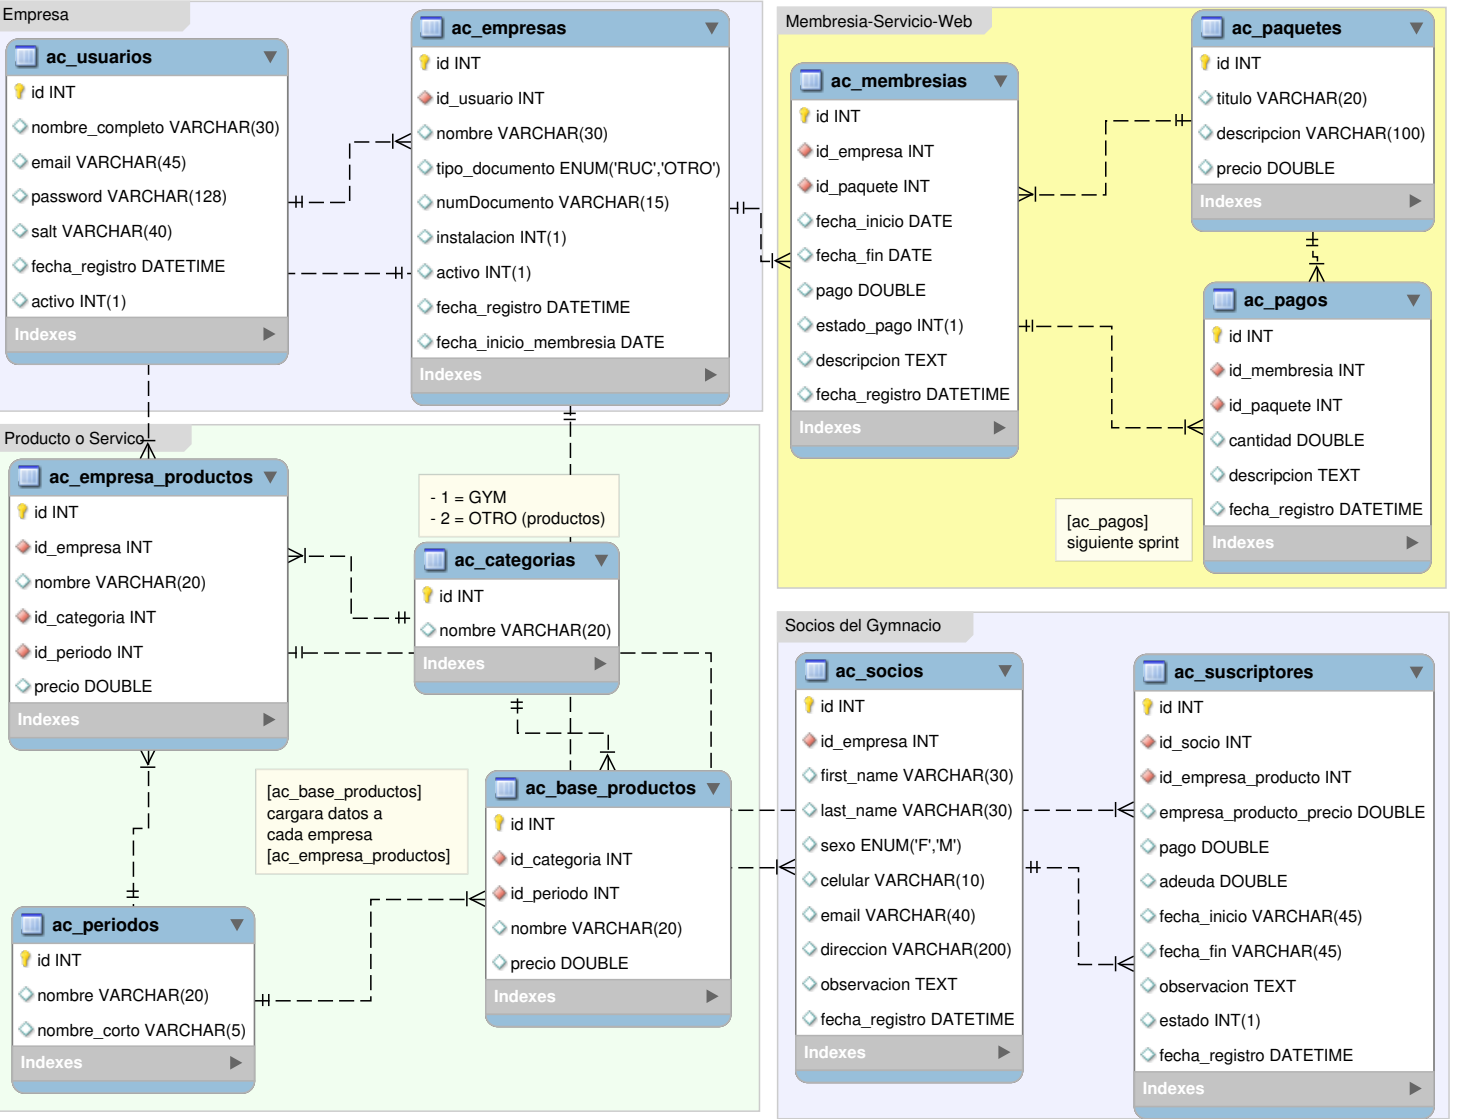 Empresa
ac_usuarios
id INT
nombre_completo VARCHAR(30)
email VARCHAR(45)
password VARCHAR(128)
salt VARCHAR(40)
fecha_registro DATETIME
activo INT(1)
Indexes
ac_empresas
id INT
id_usuario INT
nombre VARCHAR(30)
tipo_documento ENUM('RUC','OTRO')
numDocumento VARCHAR(15)
instalacion INT(1)
activo INT(1)
fecha_registro DATETIME
fecha_inicio_membresia DATE
Indexes
Membresia-Servicio-Web
ac_membresias
id INT
id_empresa INT
id_paquete INT
fecha_inicio DATE
fecha_fin DATE
pago DOUBLE
estado_pago INT(1)
descripcion TEXT
fecha_registro DATETIME
Indexes
ac_paquetes
id INT
titulo VARCHAR(20)
descripcion VARCHAR(100)
precio DOUBLE
Indexes
ac_pagos
id INT
id_membresia INT
id_paquete INT
cantidad DOUBLE
descripcion TEXT
fecha_registro DATETIME
Indexes
[ac_pagos]
siguiente sprint
Producto o Servico
ac_empresa_productos
id INT
id_empresa INT
nombre VARCHAR(20)
id_categoria INT
id_periodo INT
precio DOUBLE
Indexes
- 1 = GYM
- 2 = OTRO (productos)
ac_categorias
id INT
nombre VARCHAR(20)
Indexes
[ac_base_productos]
cargara datos a
cada empresa
[ac_empresa_productos]
ac_base_productos
id INT
id_categoria INT
id_periodo INT
nombre VARCHAR(20)
precio DOUBLE
Indexes
ac_periodos
id INT
nombre VARCHAR(20)
nombre_corto VARCHAR(5)
Indexes
Socios del Gymnacio
ac_socios
id INT
id_empresa INT
first_name VARCHAR(30)
last_name VARCHAR(30)
sexo ENUM('F','M')
celular VARCHAR(10)
email VARCHAR(40)
direccion VARCHAR(200)
observacion TEXT
fecha_registro DATETIME
Indexes
ac_suscriptores
id INT
id_socio INT
id_empresa_producto INT
empresa_producto_precio DOUBLE
pago DOUBLE
adeuda DOUBLE
fecha_inicio VARCHAR(45)
fecha_fin VARCHAR(45)
observacion TEXT
estado INT(1)
fecha_registro DATETIME
Indexes